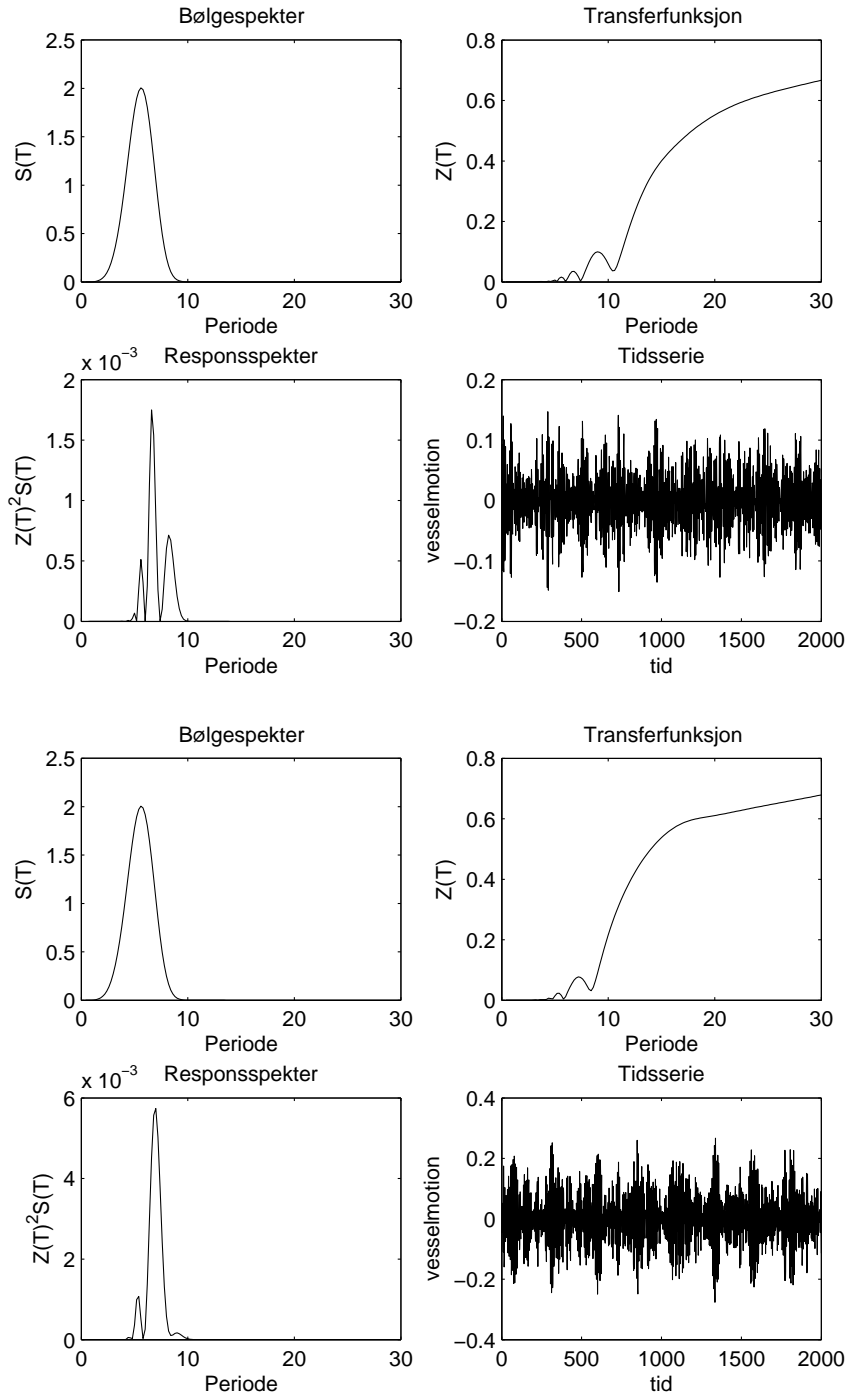 Bølgespekter
2.5
2
1.5
1
0.5
0
S(T)
0 10 20 30
Periode
Transferfunksjon
0.8
0.6
0.4
0.2
0
Z(T)
0 10 20 30
Periode
x 10⁻³
Responsspekter
2
1.5
1
0.5
0
Z(T)²S(T)
0 10 20 30
Periode
Tidsserie
0.2
0.1
0
−0.1
−0.2
vesselmotion
0 500 1000 1500 2000
tid
Bølgespekter
2.5
2
1.5
1
0.5
0
S(T)
0 10 20 30
Periode
Transferfunksjon
0.8
0.6
0.4
0.2
0
Z(T)
0 10 20 30
Periode
x 10⁻³
Responsspekter
6
4
2
0
Z(T)²S(T)
0 10 20 30
Periode
Tidsserie
0.4
0.2
0
−0.2
−0.4
vesselmotion
0 500 1000 1500 2000
tid